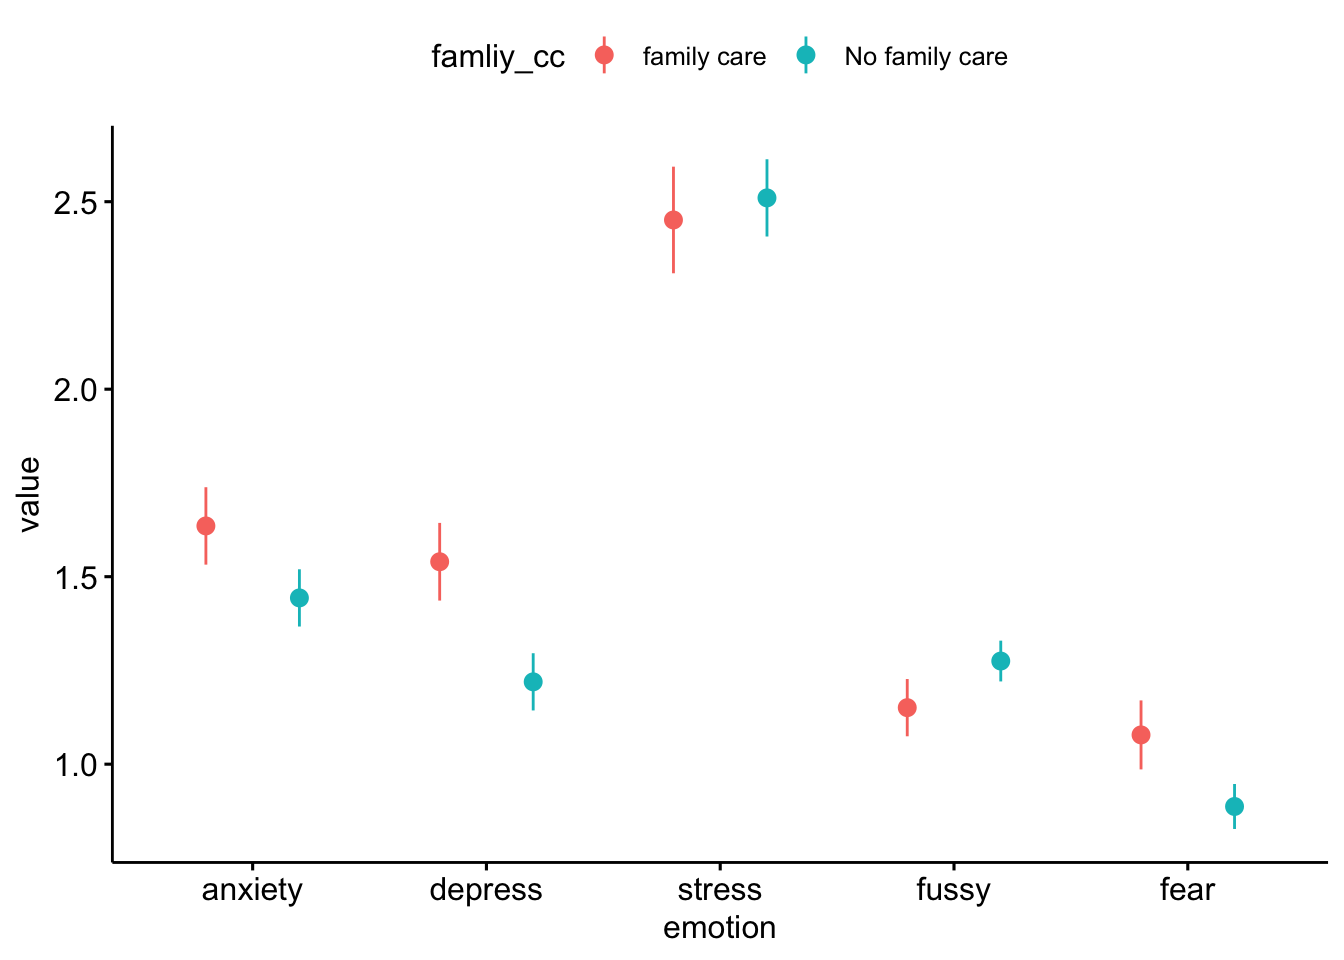 famliy_cc family care No family care
2.5
2.0
1.5
1.0
value
anxiety depress stress fussy fear
emotion